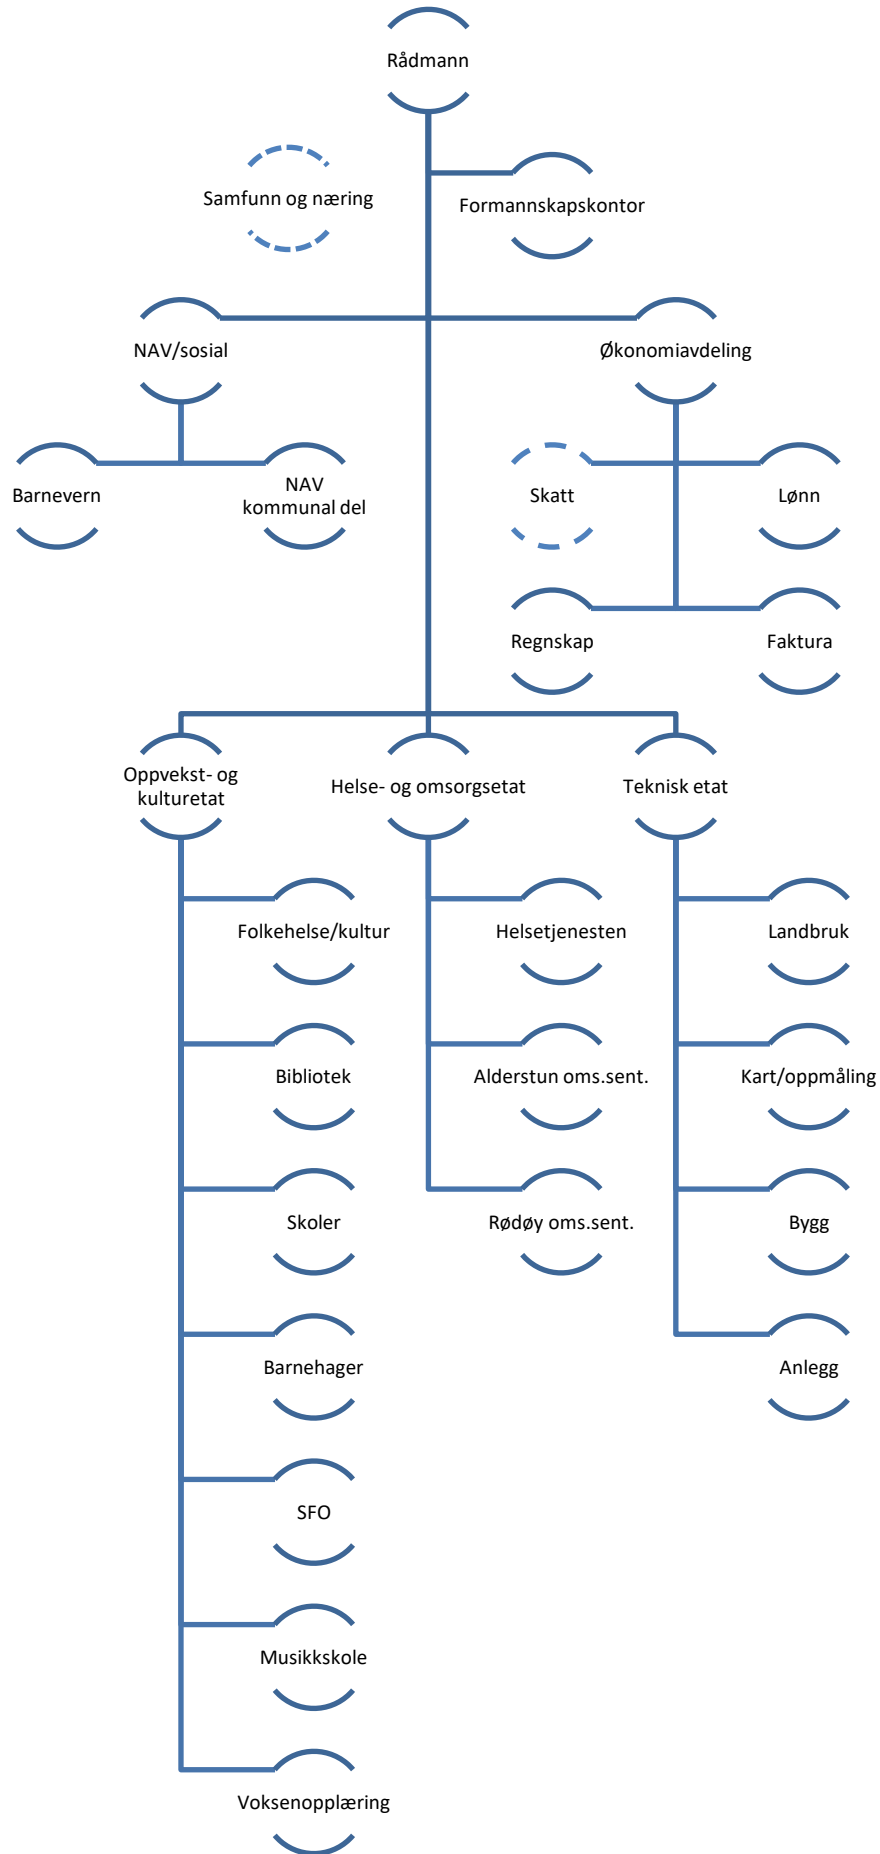 Rådmann
Samfunn og næring
Formannskapskontor
NAV/sosial
Økonomiavdeling
Barnevern
NAV
kommunal del
Skatt
Lønn
Regnskap
Faktura
Oppvekst- og
kulturetat
Helse- og omsorgsetat
Teknisk etat
Folkehelse/kultur
Helsetjenesten
Landbruk
Bibliotek
Alderstun oms.sent.
Kart/oppmåling
Skoler
Rødøy oms.sent.
Bygg
Barnehager
Anlegg
SFO
Musikkskole
Voksenopplæring